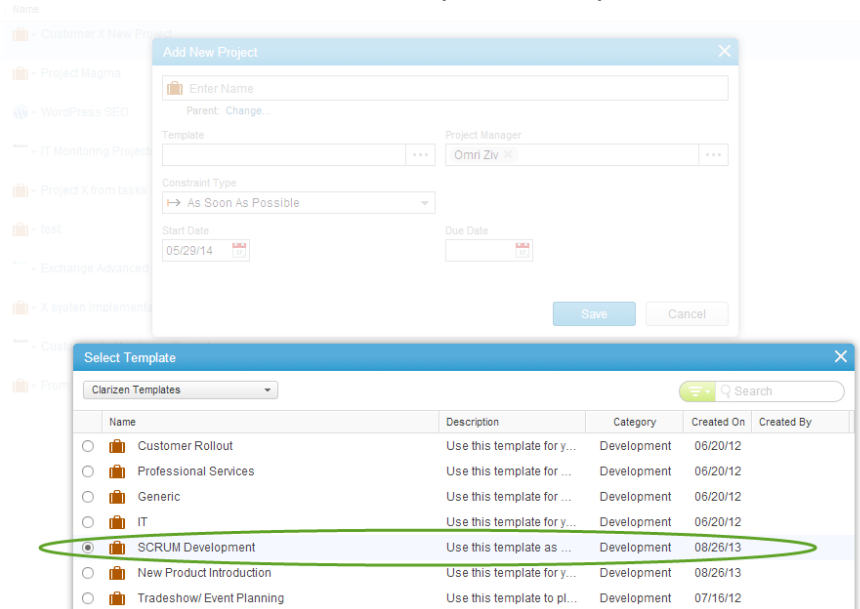 Name
Customer X New Project
Add New Project
Enter Name
Project Magma
Parent: Change...
WordPress SEO
Template
Project Manager
IT Monitoring Projects
Omri Ziv
Constraint Type
Project X from tasks
As Soon As Possible
test
Start Date
Due Date
05/29/14
Exchange Advanced
X system implementa
Save
Cancel
Select Template
Clarizen Templates
Search
From
Name
Description
Category
Created On
Created By
Customer Rollout
Use this template for y...
Development
06/20/12
Professional Services
Use this template for ...
Development
06/20/12
Generic
Use this template for ...
Development
06/20/12
IT
Use this template for y...
Development
06/20/12
SCRUM Development
Use this template as ...
Development
08/26/13
New Product Introduction
Use this template for y...
Development
08/26/13
Tradeshow/ Event Planning
Use this template to pl...
Development
07/16/12